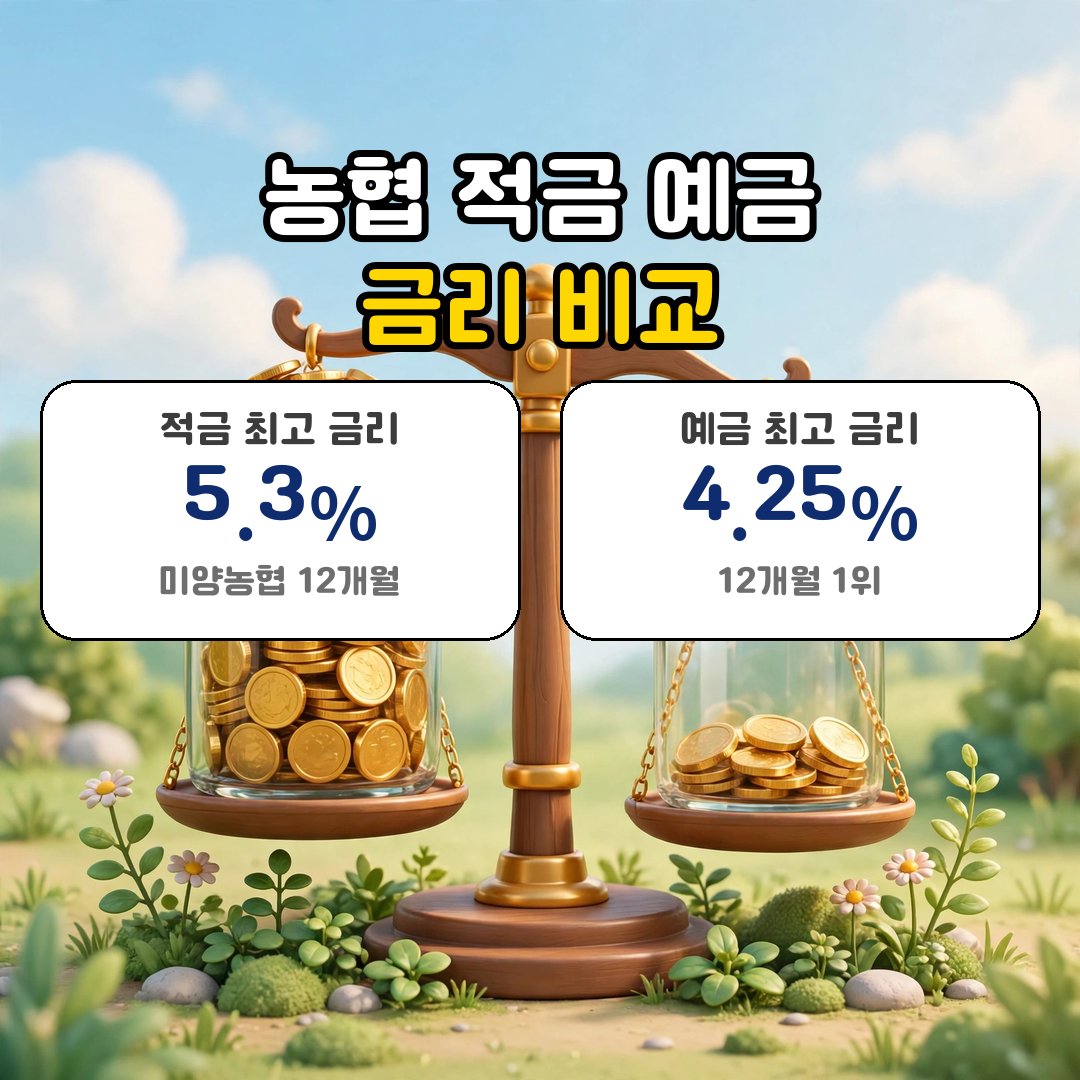 농협 적금 예금
금리 비교
적금 최고 금리
5.3%
미양농협 12개월
예금 최고 금리
4.25%
12개월 1위